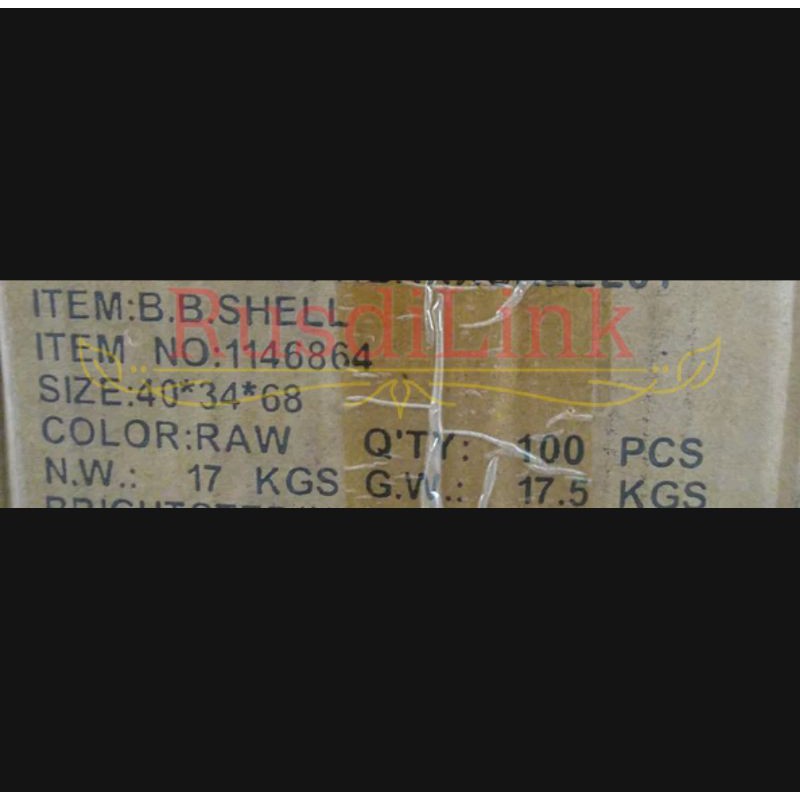 ITEM:B.B.SHELL
ITEM NO.:1146864
SIZE:40*34*68
COLOR:RAW Q'TY: 100 PCS
N.W.: 17 KGS G.W.: 17.5 KGS
RusdiLink